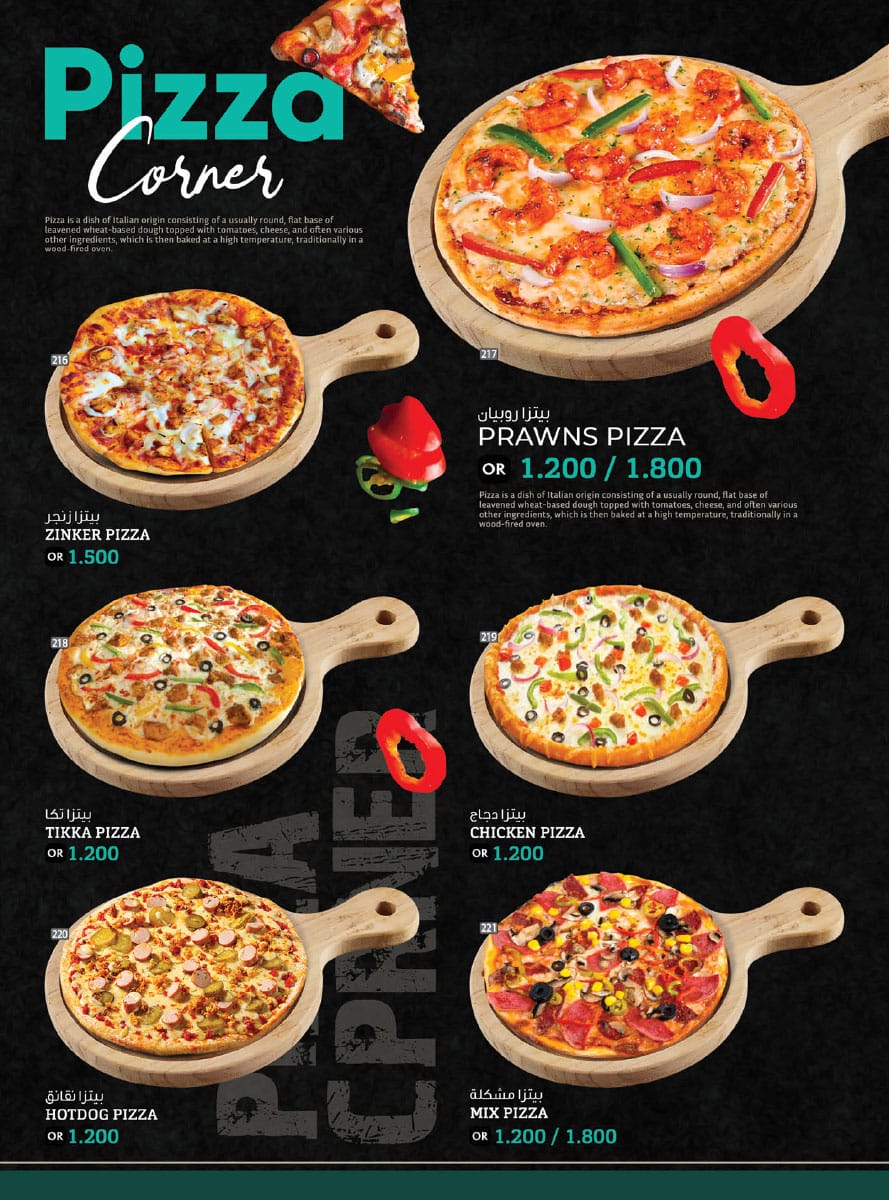 Pizza
Corner
Pizza is a dish of Italian origin consisting of a usually round, flat base of
leavened wheat-based dough topped with tomatoes, cheese, and often various
other ingredients, which is then baked at a high temperature, traditionally in a
wood-fired oven.
217
بيتزا روبيان
PRAWNS PIZZA
OR 1.200 / 1.800
Pizza is a dish of Italian origin consisting of a usually round, flat base of
leavened wheat-based dough topped with tomatoes, cheese, and often various
other ingredients, which is then baked at a high temperature, traditionally in a
wood-fired oven.
216
بيتزا زنجر
ZINKER PIZZA
OR 1.500
218
بيتزا تكا
TIKKA PIZZA
OR 1.200
219
بيتزا دجاج
CHICKEN PIZZA
OR 1.200
220
بيتزا نقانق
HOTDOG PIZZA
OR 1.200
221
بيتزا مشكلة
MIX PIZZA
OR 1.200 / 1.800
CPRNER